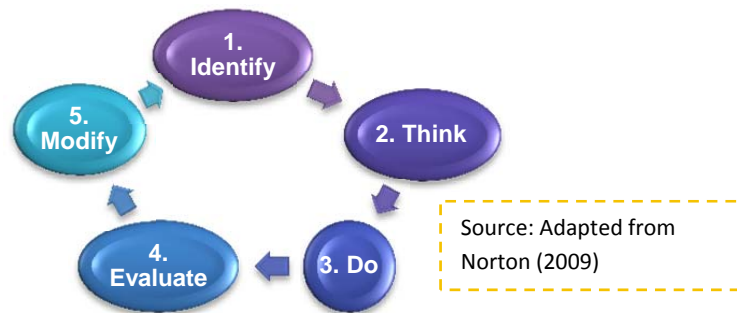 1.
Identify
2. Think
3. Do
4.
Evaluate
5.
Modify
Source: Adapted from
Norton (2009)